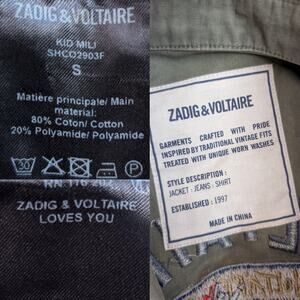 ZADIG & VOLTAIRE
KID MILI
SHCO2903F
S
Matière principale/ Main
material:
80% Coton/ Cotton
20% Polyamide/ Polyamide
30
P
ZADIG & VOLTAIRE
LOVES YOU
ZADIG & VOLTAIRE
GARMENTS CRAFTED WITH PRIDE
INSPIRED BY TRADITIONAL VINTAGE FITS
TREATED WITH UNIQUE WORN WASHES
STYLE DESCRIPTION :
JACKET : JEANS : SHIRT
ESTABLISHED : 1997
MADE IN CHINA